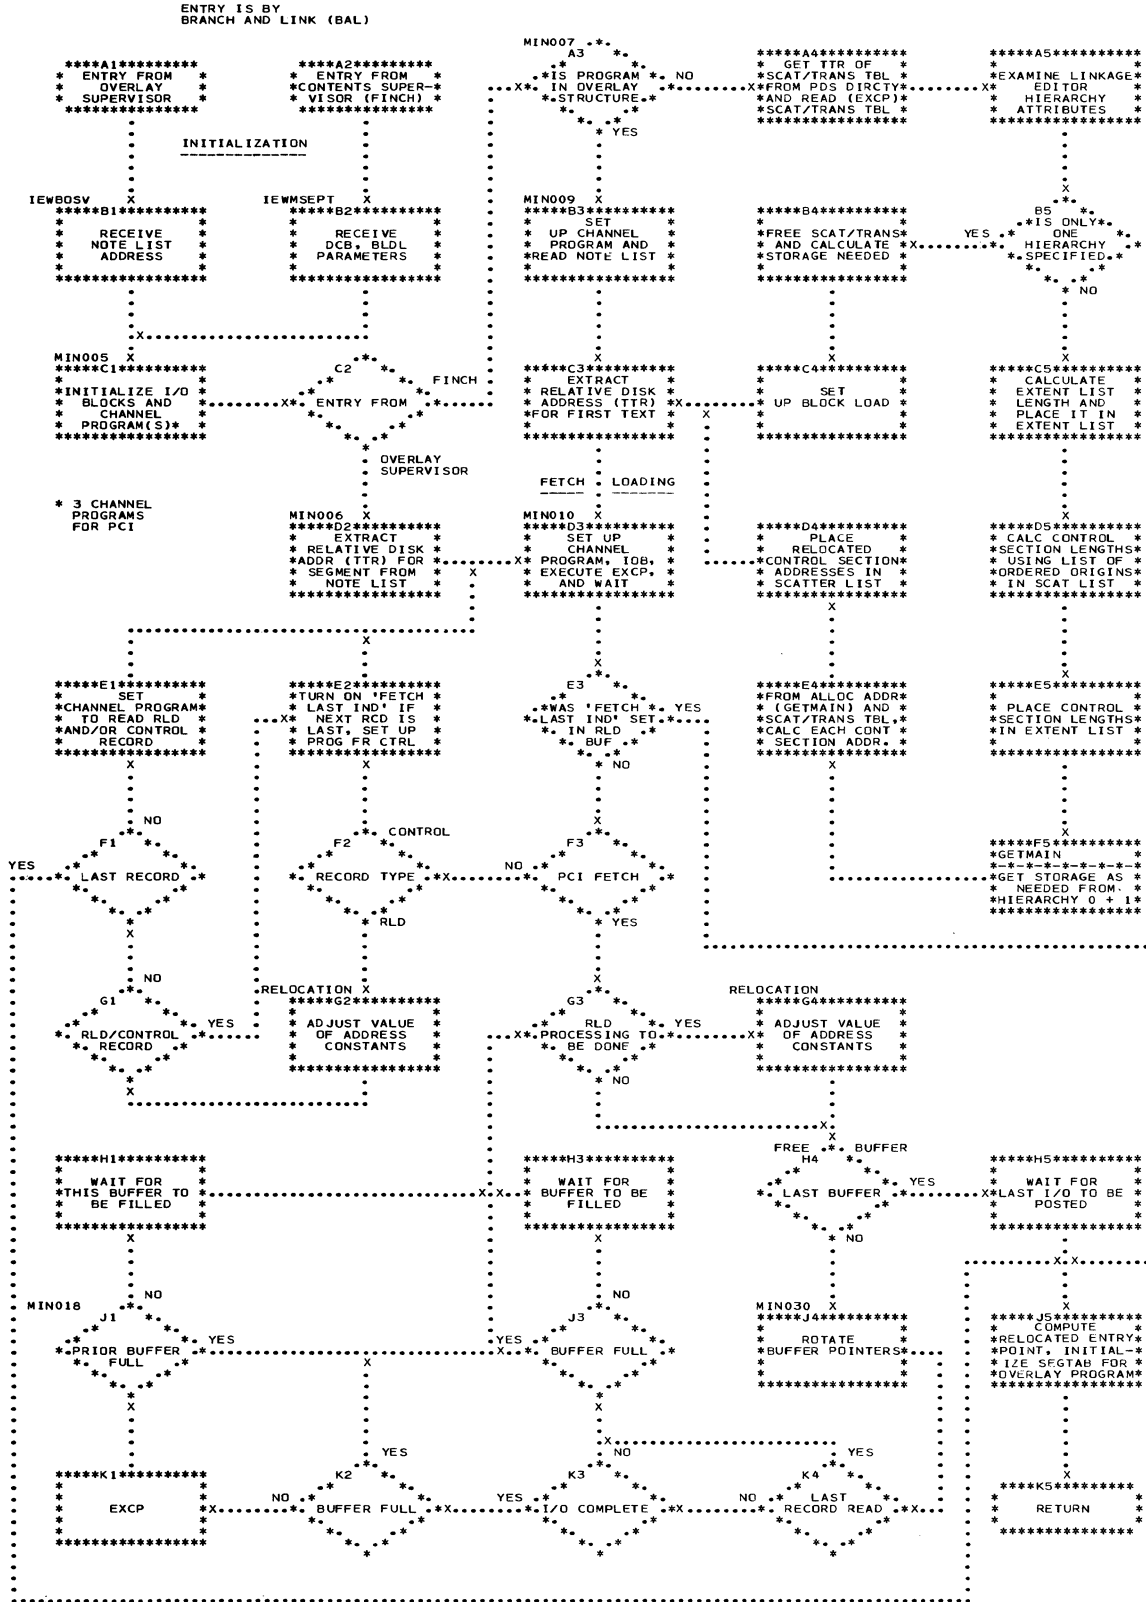 ENTRY IS BY
BRANCH AND LINK (BAL)
A1
ENTRY FROM
OVERLAY
SUPERVISOR
A2
ENTRY FROM
CONTENTS SUPER-
VISOR (FINCH)
MIN007
A3
IS PROGRAM
IN OVERLAY
STRUCTURE
NO
YES
A4
GET TTR OF
SCAT/TRANS TBL
FROM PDS DIRCTY
AND READ (EXCP)
SCAT/TRANS TBL
A5
EXAMINE LINKAGE
EDITOR
HIERARCHY
ATTRIBUTES
INITIALIZATION
IEWBOSV
B1
RECEIVE
NOTE LIST
ADDRESS
IEWMSEPT
B2
RECEIVE
DCB, BLDL
PARAMETERS
MIN009
B3
SET
UP CHANNEL
PROGRAM AND
READ NOTE LIST
B4
FREE SCAT/TRANS
AND CALCULATE
STORAGE NEEDED
YES
B5
IS ONLY
ONE
HIERARCHY
SPECIFIED
NO
MIN005
C1
INITIALIZE I/O
BLOCKS AND
CHANNEL
PROGRAM(S)*
C2
ENTRY FROM
FINCH
OVERLAY
SUPERVISOR
C3
EXTRACT
RELATIVE DISK
ADDRESS (TTR)
FOR FIRST TEXT
C4
SET
UP BLOCK LOAD
C5
CALCULATE
EXTENT LIST
LENGTH AND
PLACE IT IN
EXTENT LIST
FETCH LOADING
* 3 CHANNEL
PROGRAMS
FOR PCI
MIN006
D2
EXTRACT
RELATIVE DISK
ADDR (TTR) FOR
SEGMENT FROM
NOTE LIST
MIN010
D3
SET UP
CHANNEL
PROGRAM, IOB,
EXECUTE EXCP,
AND WAIT
D4
PLACE
RELOCATED
CONTROL SECTION
ADDRESSES IN
SCATTER LIST
D5
CALC CONTROL
SECTION LENGTHS
USING LIST OF
ORDERED ORIGINS
IN SCAT LIST
E1
SET
CHANNEL PROGRAM
TO READ RLD
AND/OR CONTROL
RECORD
E2
TURN ON 'FETCH
LAST IND' IF
NEXT RCD IS
LAST, SET UP
PROG FR CTRL
E3
WAS 'FETCH
LAST IND' SET
IN RLD
BUF
YES
NO
E4
FROM ALLOC ADDR
(GETMAIN) AND
SCAT/TRANS TBL,
CALC EACH CONT
SECTION ADDR.
E5
PLACE CONTROL
SECTION LENGTHS
IN EXTENT LIST
NO
F1
LAST RECORD
YES
F2
RECORD TYPE
CONTROL
RLD
F3
PCI FETCH
NO
YES
F5
GETMAIN
GET STORAGE AS
NEEDED FROM
HIERARCHY 0 + 1
NO
G1
RLD/CONTROL
RECORD
YES
RELOCATION
G2
ADJUST VALUE
OF ADDRESS
CONSTANTS
G3
RLD
PROCESSING TO
BE DONE
YES
NO
RELOCATION
G4
ADJUST VALUE
OF ADDRESS
CONSTANTS
H1
WAIT FOR
THIS BUFFER TO
BE FILLED
H3
WAIT FOR
BUFFER TO BE
FILLED
FREE BUFFER
H4
LAST BUFFER
YES
NO
H5
WAIT FOR
LAST I/O TO BE
POSTED
MIN018
NO
J1
PRIOR BUFFER
FULL
YES
NO
J3
BUFFER FULL
YES
MIN030
J4
ROTATE
BUFFER POINTERS
J5
COMPUTE
RELOCATED ENTRY
POINT, INITIAL-
IZE SEGTAB FOR
OVERLAY PROGRAM
K1
EXCP
YES
K2
BUFFER FULL
NO
NO
K3
I/O COMPLETE
YES
YES
K4
LAST
RECORD READ
NO
K5
RETURN